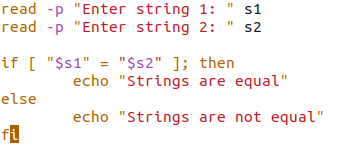 read -p "Enter string 1: " s1
read -p "Enter string 2: " s2
if [ "$s1" = "$s2" ]; then
        echo "Strings are equal"
else
        echo "Strings are not equal"
fi